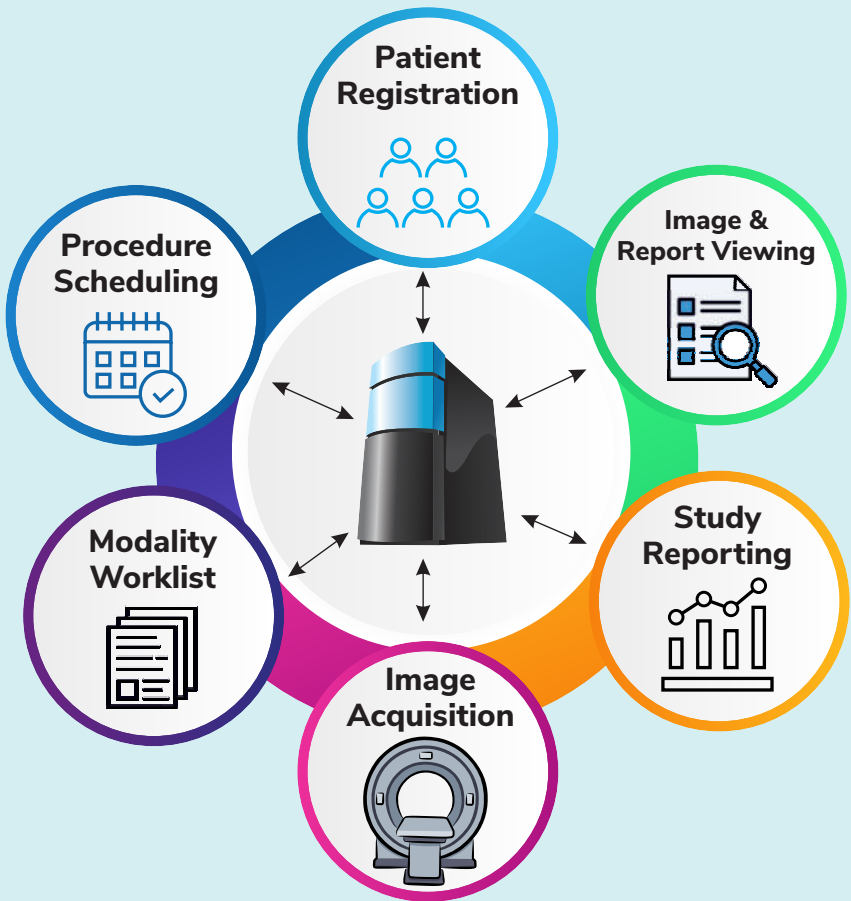 Patient
Registration
Image &
Report Viewing
Procedure
Scheduling
Study
Reporting
Modality
Worklist
Image
Acquisition